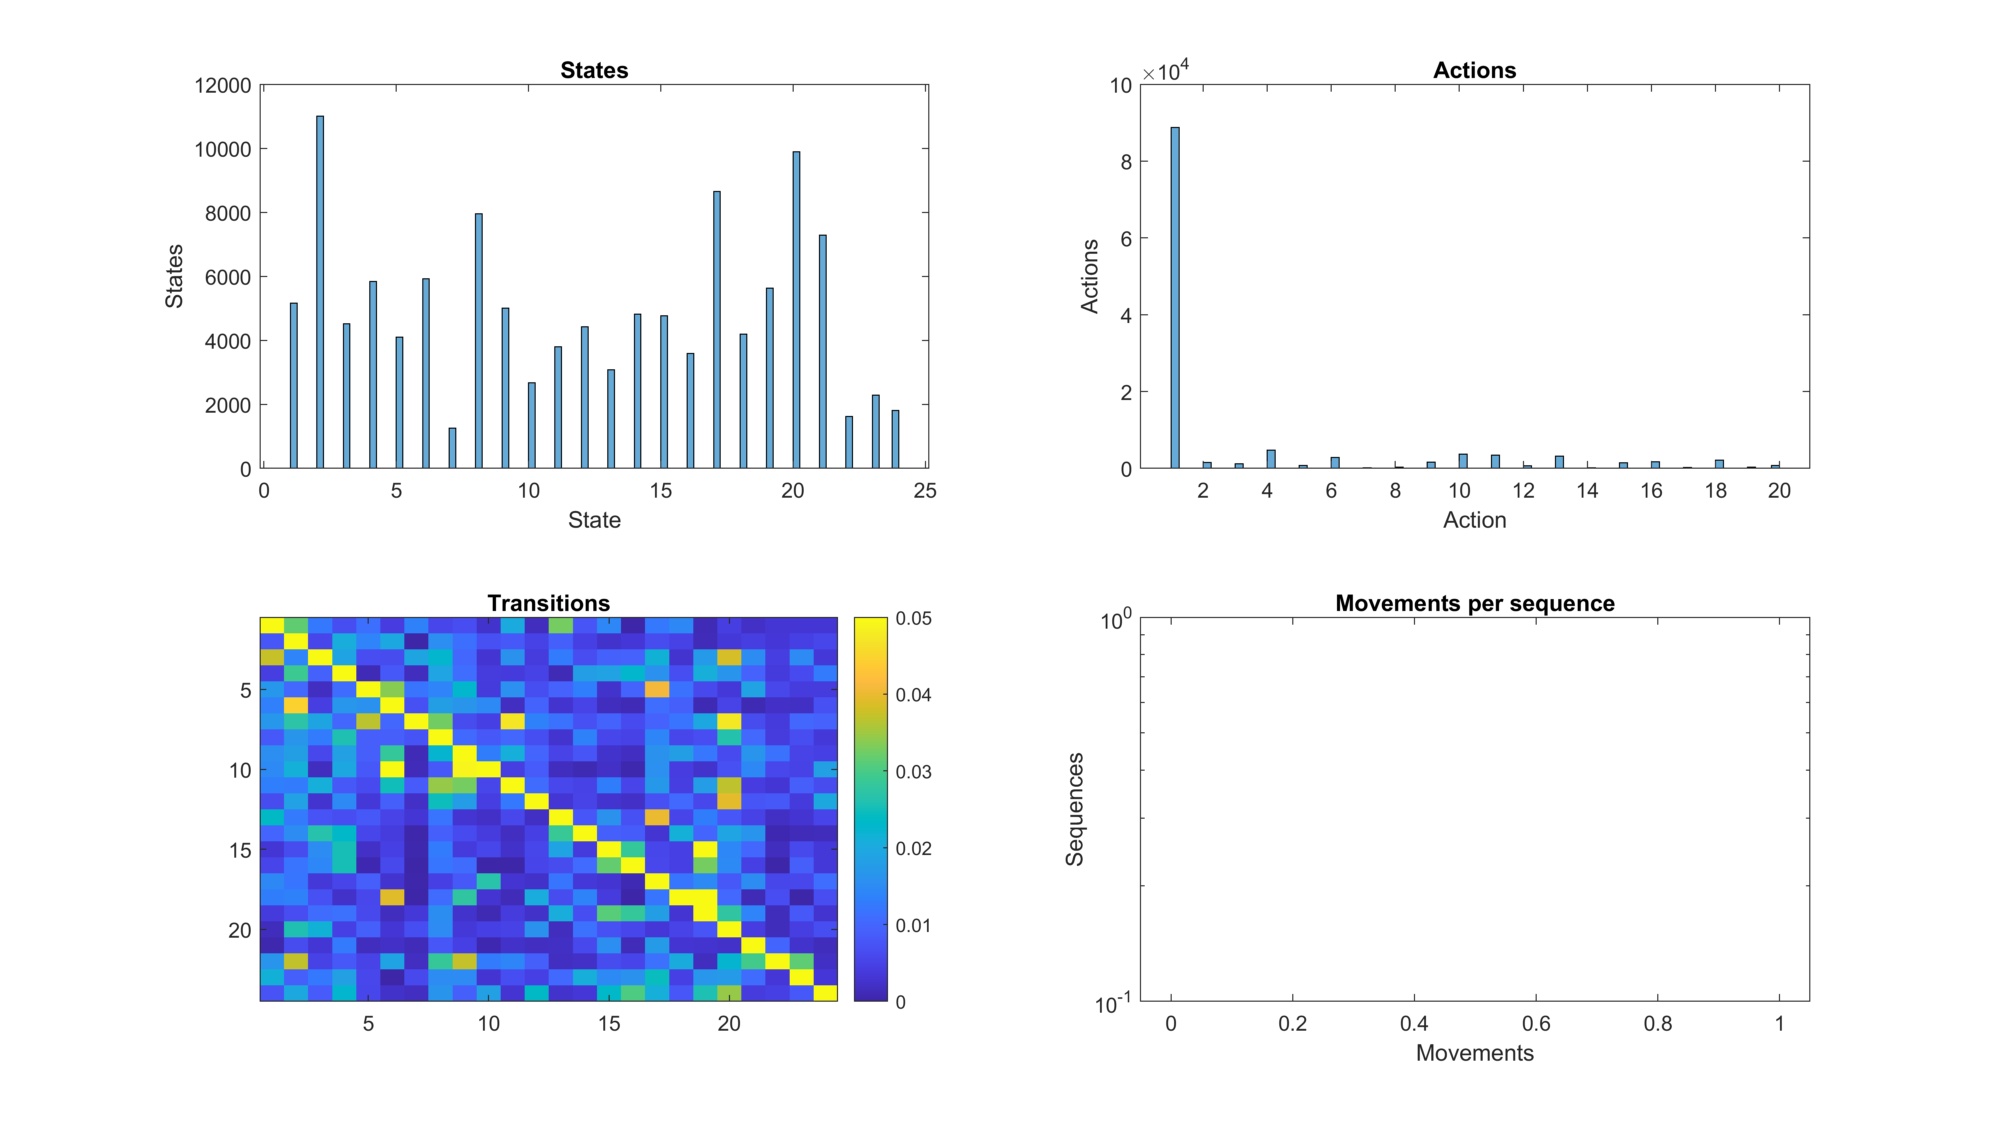 States
12000
10000
8000
6000
4000
2000
0
States
0 5 10 15 20 25
State
Actions
×10^4
10
8
6
4
2
0
Actions
2 4 6 8 10 12 14 16 18 20
Action
Transitions
5
10
15
20
5 10 15 20
0.05
0.04
0.03
0.02
0.01
0
Movements per sequence
10^0
10^-1
Sequences
0 0.2 0.4 0.6 0.8 1
Movements